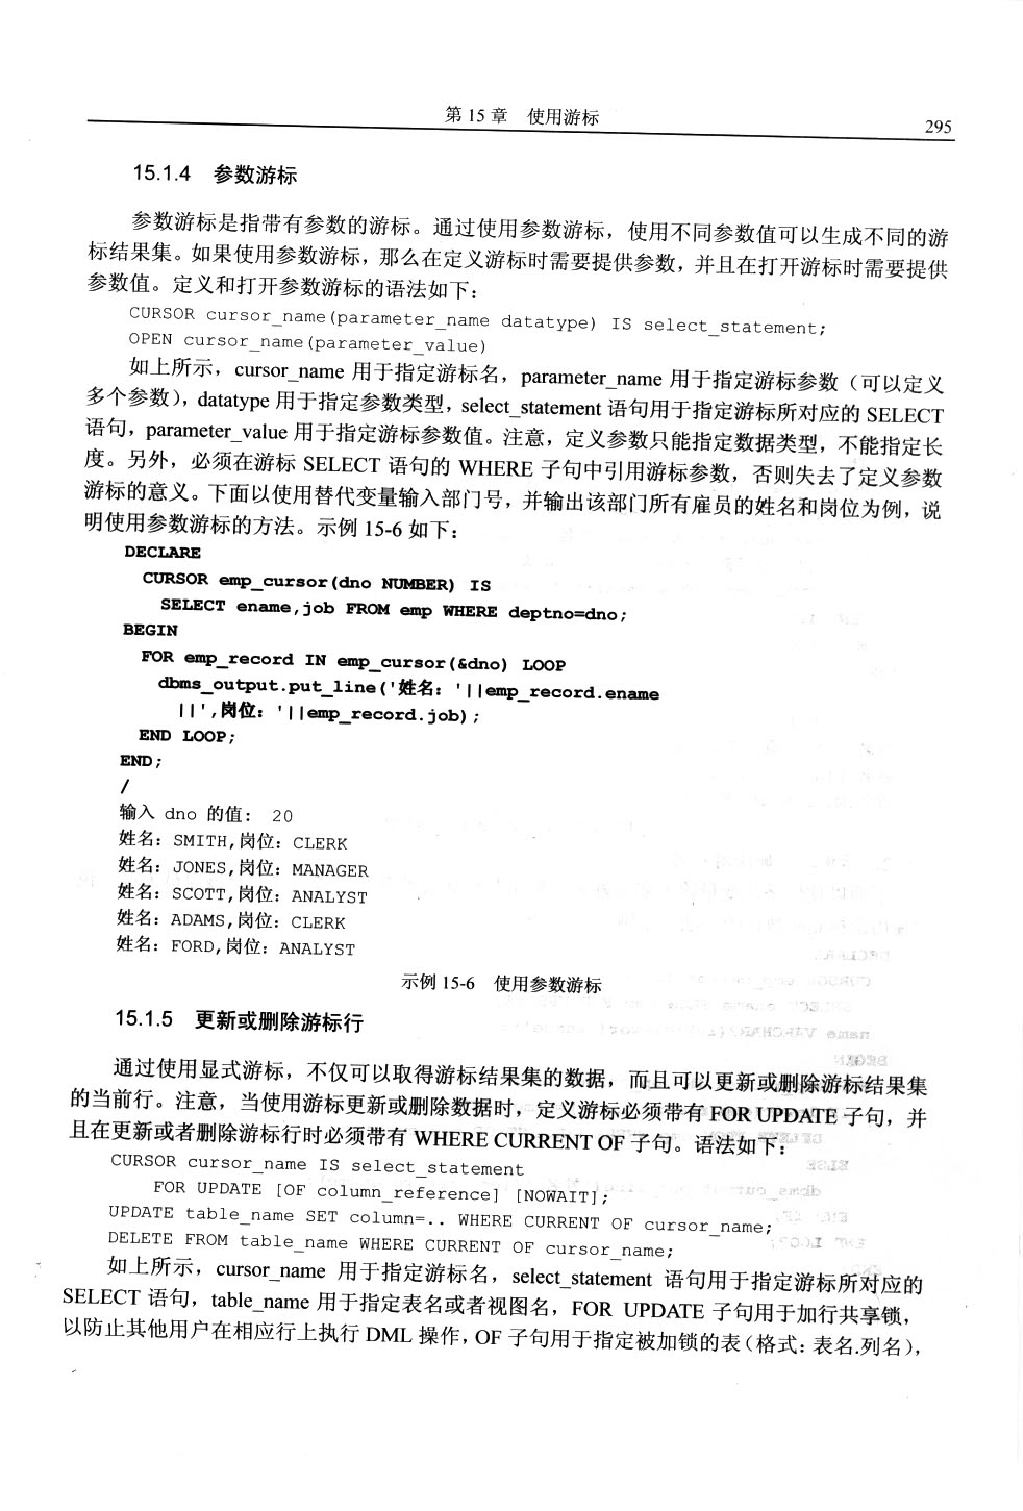 第 15 章　使用游标
295
15.1.4　参数游标
参数游标是指带有参数的游标。通过使用参数游标，使用不同参数值可以生成不同的游
标结果集。如果使用参数游标，那么在定义游标时需要提供参数，并且在打开游标时需要提供
参数值。定义和打开参数游标的语法如下：
CURSOR cursor_name(parameter_name datatype) IS select_statement;
OPEN cursor_name(parameter_value)
如上所示，cursor_name 用于指定游标名，parameter_name 用于指定游标参数（可以定义
多个参数），datatype 用于指定参数类型，select_statement 语句用于指定游标所对应的 SELECT
语句，parameter_value 用于指定游标参数值。注意，定义参数只能指定数据类型，不能指定长
度。另外，必须在游标 SELECT 语句的 WHERE 子句中引用游标参数，否则失去了定义参数
游标的意义。下面以使用替代变量输入部门号，并输出该部门所有雇员的姓名和岗位为例，说
明使用参数游标的方法。示例 15-6 如下：
DECLARE
CURSOR emp_cursor(dno NUMBER) IS
SELECT ename,job FROM emp WHERE deptno=dno;
BEGIN
FOR emp_record IN emp_cursor(&dno) LOOP
dbms_output.put_line('姓名：'||emp_record.ename
||',岗位：'||emp_record.job);
END LOOP;
END;
/
输入 dno 的值： 20
姓名：SMITH,岗位：CLERK
姓名：JONES,岗位：MANAGER
姓名：SCOTT,岗位：ANALYST
姓名：ADAMS,岗位：CLERK
姓名：FORD,岗位：ANALYST
示例 15-6　使用参数游标
15.1.5　更新或删除游标行
通过使用显式游标，不仅可以取得游标结果集的数据，而且可以更新或删除游标结果集
的当前行。注意，当使用游标更新或删除数据时，定义游标必须带有 FOR UPDATE 子句，并
且在更新或者删除游标行时必须带有 WHERE CURRENT OF 子句。语法如下：
CURSOR cursor_name IS select_statement
FOR UPDATE [OF column_reference] [NOWAIT];
UPDATE table_name SET column=.. WHERE CURRENT OF cursor_name;
DELETE FROM table_name WHERE CURRENT OF cursor_name;
如上所示，cursor_name 用于指定游标名，select_statement 语句用于指定游标所对应的
SELECT 语句，table_name 用于指定表名或者视图名，FOR UPDATE 子句用于加行共享锁，
以防止其他用户在相应行上执行 DML 操作，OF 子句用于指定被加锁的表（格式：表名.列名），